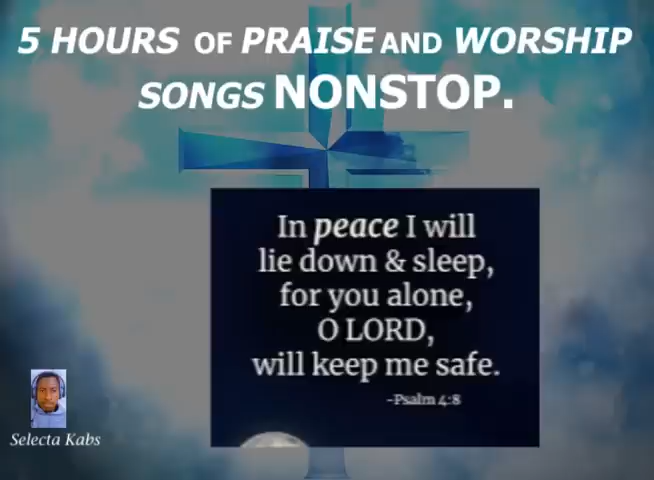 5 HOURS OF PRAISE AND WORSHIP
SONGS NONSTOP.
In peace I will
lie down & sleep,
for you alone,
O LORD,
will keep me safe.
-Psalm 4:8
Selecta Kabs